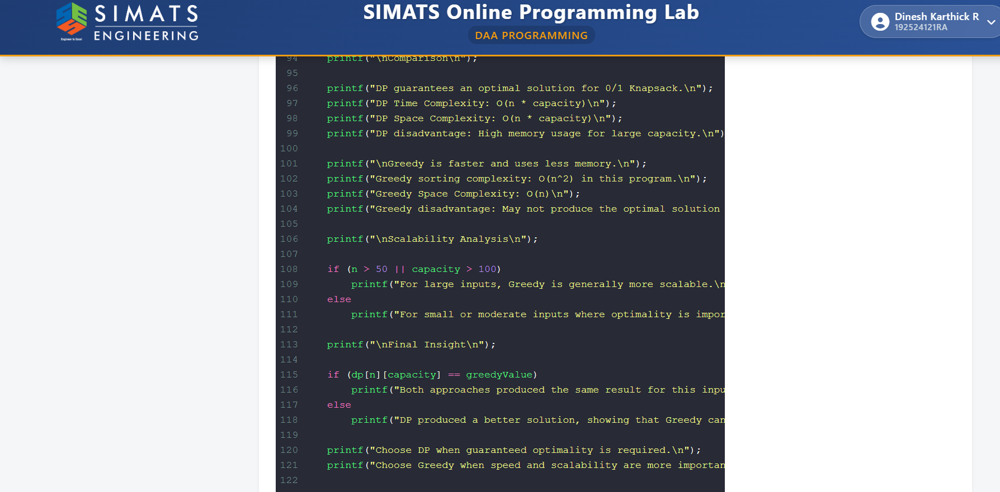 SIMATS
ENGINEERING
Engineer to Excel
SIMATS Online Programming Lab
DAA PROGRAMMING
Dinesh Karthick R
192524121RA
94 printf("\nComparison\n");
95
96 printf("DP guarantees an optimal solution for 0/1 Knapsack.\n");
97 printf("DP Time Complexity: O(n * capacity)\n");
98 printf("DP Space Complexity: O(n * capacity)\n");
99 printf("DP disadvantage: High memory usage for large capacity.\n")
100
101 printf("\nGreedy is faster and uses less memory.\n");
102 printf("Greedy sorting complexity: O(n^2) in this program.\n");
103 printf("Greedy Space Complexity: O(n)\n");
104 printf("Greedy disadvantage: May not produce the optimal solution
105
106 printf("\nScalability Analysis\n");
107
108 if (n > 50 || capacity > 100)
109 printf("For large inputs, Greedy is generally more scalable.\n
110 else
111 printf("For small or moderate inputs where optimality is impor
112
113 printf("\nFinal Insight\n");
114
115 if (dp[n][capacity] == greedyValue)
116 printf("Both approaches produced the same result for this inpu
117 else
118 printf("DP produced a better solution, showing that Greedy can
119
120 printf("Choose DP when guaranteed optimality is required.\n");
121 printf("Choose Greedy when speed and scalability are more importan
122